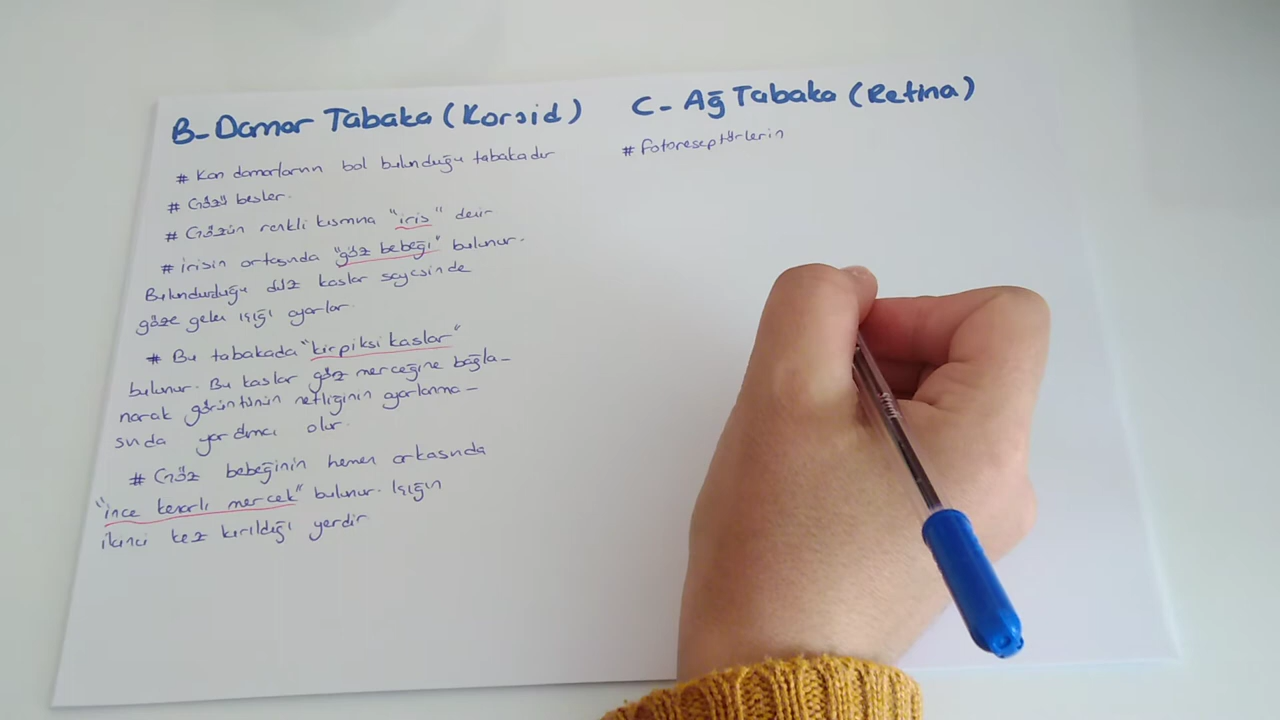 B-Damar Tabaka (Koroid)
# Kan damarlarının bol bulunduğu tabakadır
# Gözü besler.
# Gözün renkli kısmına "iris" denir
# irisin ortasında "göz bebeği" bulunur.
Bulundurduğu düz kaslar sayesinde
göze gelen ışığı ayarlar.
# Bu tabakada "kirpiksi kaslar"
bulunur. Bu kaslar göz merceğine bağla-
narak görüntünün netliğinin ayarlanma-
sında yardımcı olur.
# Göz bebeğinin hemen arkasında
"ince kenarlı mercek" bulunur. Işığın
ikinci kez kırıldığı yerdir.
C- Ağ Tabaka (Retina)
# fotoreseptörlerin